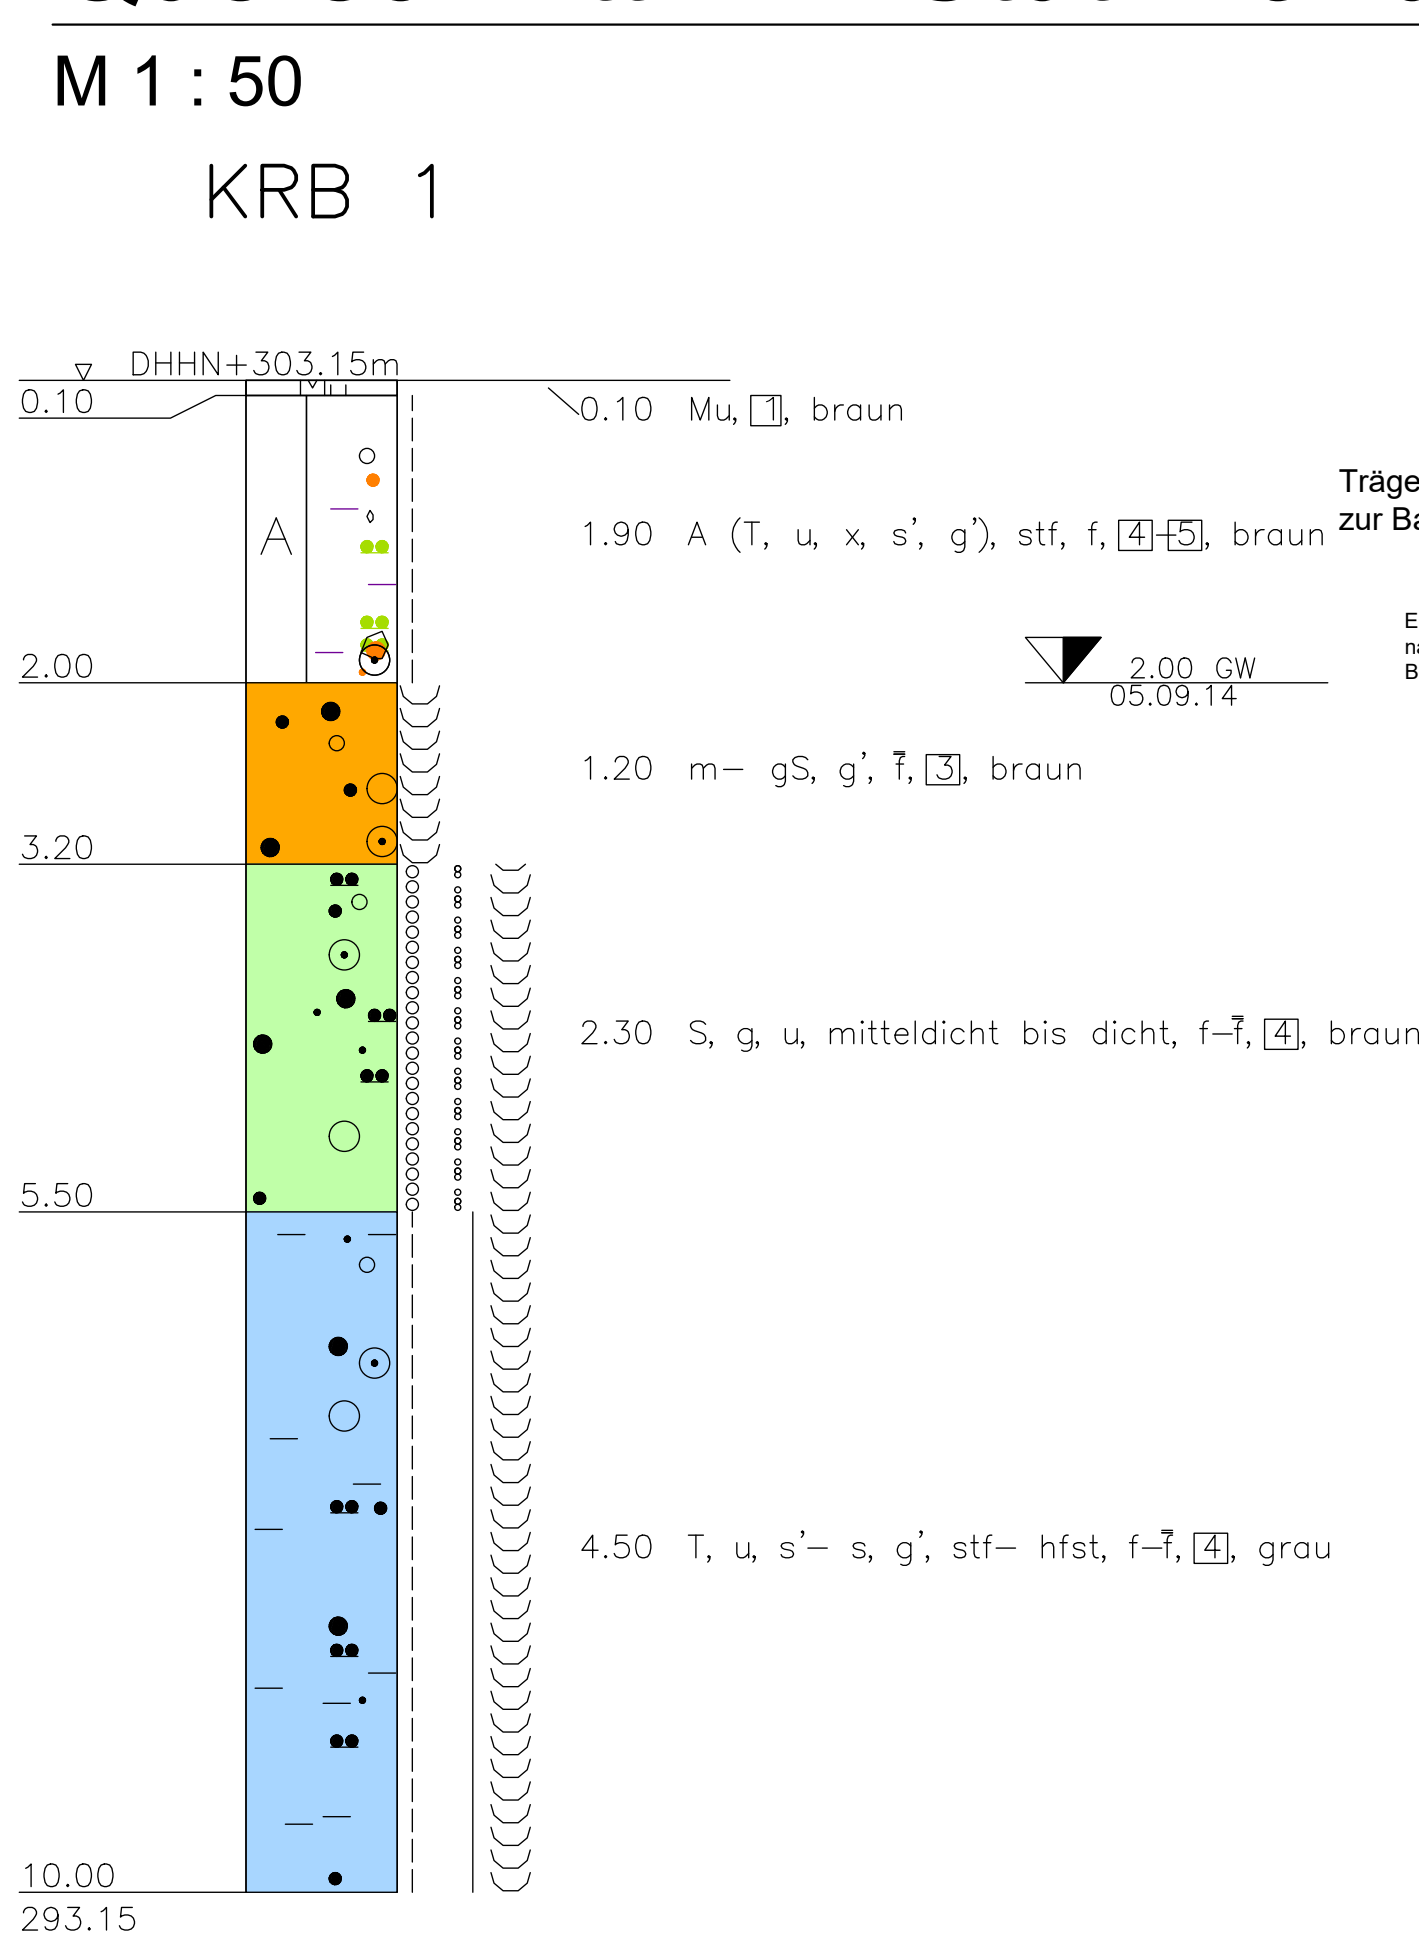 M 1 : 50
KRB 1
DHHN+303.15m
0.10
0.10 Mu, 1, braun
Träge
zur Ba
A
1.90 A (T, u, x, s', g'), stf, f, 4-5, braun
E
na
B
2.00
2.00 GW
05.09.14
1.20 m- gS, g', f̿, 3, braun
3.20
2.30 S, g, u, mitteldicht bis dicht, f-f̿, 4, braun
5.50
4.50 T, u, s'- s, g', stf- hfst, f-f̿, 4, grau
10.00
293.15